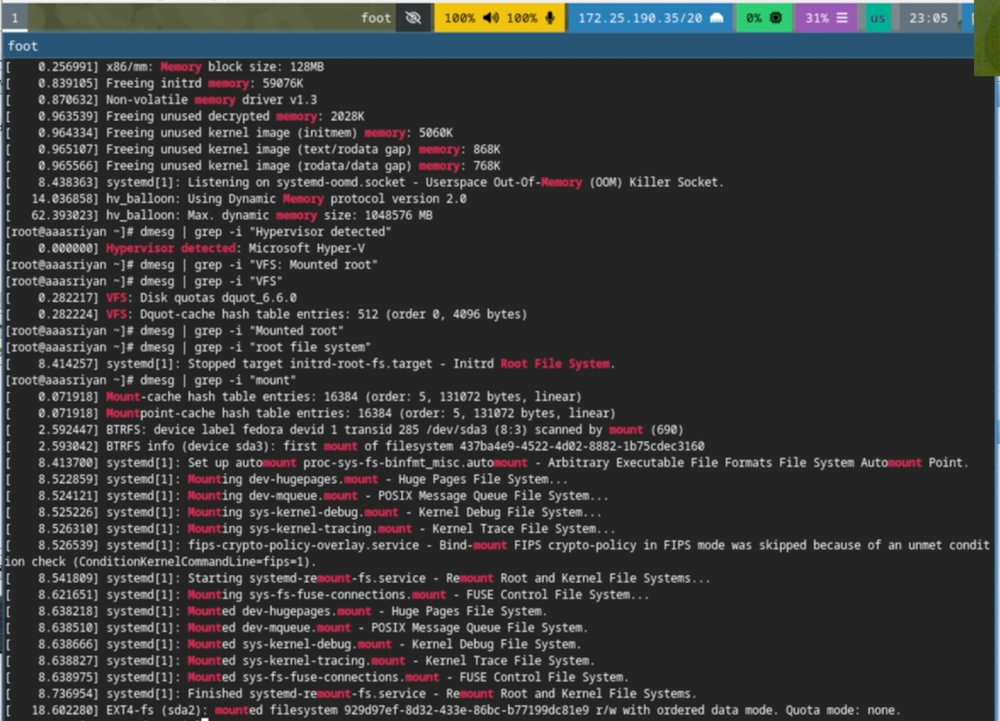 1 foot 100% 100% 172.25.190.35/20 0% 31% us 23:05
foot
[    0.256991] x86/mm: Memory block size: 128MB
[    0.839105] Freeing initrd memory: 59076K
[    0.870632] Non-volatile memory driver v1.3
[    0.963539] Freeing unused decrypted memory: 2028K
[    0.964334] Freeing unused kernel image (initmem) memory: 5060K
[    0.965107] Freeing unused kernel image (text/rodata gap) memory: 868K
[    0.965566] Freeing unused kernel image (rodata/data gap) memory: 768K
[    8.438363] systemd[1]: Listening on systemd-oomd.socket - Userspace Out-Of-Memory (OOM) Killer Socket.
[   14.036858] hv_balloon: Using Dynamic Memory protocol version 2.0
[   62.393023] hv_balloon: Max. dynamic memory size: 1048576 MB
[root@aaasriyan ~]# dmesg | grep -i "Hypervisor detected"
[    0.000000] Hypervisor detected: Microsoft Hyper-V
[root@aaasriyan ~]# dmesg | grep -i "VFS: Mounted root"
[root@aaasriyan ~]# dmesg | grep -i "VFS"
[    0.282217] VFS: Disk quotas dquot_6.6.0
[    0.282224] VFS: Dquot-cache hash table entries: 512 (order 0, 4096 bytes)
[root@aaasriyan ~]# dmesg | grep -i "Mounted root"
[root@aaasriyan ~]# dmesg | grep -i "root file system"
[    8.414257] systemd[1]: Stopped target initrd-root-fs.target - Initrd Root File System.
[root@aaasriyan ~]# dmesg | grep -i "mount"
[    0.071918] Mount-cache hash table entries: 16384 (order: 5, 131072 bytes, linear)
[    0.071918] Mountpoint-cache hash table entries: 16384 (order: 5, 131072 bytes, linear)
[    2.592447] BTRFS: device label fedora devid 1 transid 285 /dev/sda3 (8:3) scanned by mount (690)
[    2.593042] BTRFS info (device sda3): first mount of filesystem 437ba4e9-4522-4d02-8882-1b75cdec3160
[    8.413700] systemd[1]: Set up automount proc-sys-fs-binfmt_misc.automount - Arbitrary Executable File Formats File System Automount Point.
[    8.522859] systemd[1]: Mounting dev-hugepages.mount - Huge Pages File System...
[    8.524121] systemd[1]: Mounting dev-mqueue.mount - POSIX Message Queue File System...
[    8.525226] systemd[1]: Mounting sys-kernel-debug.mount - Kernel Debug File System...
[    8.526310] systemd[1]: Mounting sys-kernel-tracing.mount - Kernel Trace File System...
[    8.526539] systemd[1]: fips-crypto-policy-overlay.service - Bind-mount FIPS crypto-policy in FIPS mode was skipped because of an unmet condit
ion check (ConditionKernelCommandLine=fips=1).
[    8.541809] systemd[1]: Starting systemd-remount-fs.service - Remount Root and Kernel File Systems...
[    8.621651] systemd[1]: Mounting sys-fs-fuse-connections.mount - FUSE Control File System...
[    8.638218] systemd[1]: Mounted dev-hugepages.mount - Huge Pages File System.
[    8.638510] systemd[1]: Mounted dev-mqueue.mount - POSIX Message Queue File System.
[    8.638666] systemd[1]: Mounted sys-kernel-debug.mount - Kernel Debug File System.
[    8.638827] systemd[1]: Mounted sys-kernel-tracing.mount - Kernel Trace File System.
[    8.638975] systemd[1]: Mounted sys-fs-fuse-connections.mount - FUSE Control File System.
[    8.736954] systemd[1]: Finished systemd-remount-fs.service - Remount Root and Kernel File Systems.
[   18.602280] EXT4-fs (sda2): mounted filesystem 929d97ef-8d32-433e-86bc-b77199dc81e9 r/w with ordered data mode. Quota mode: none.